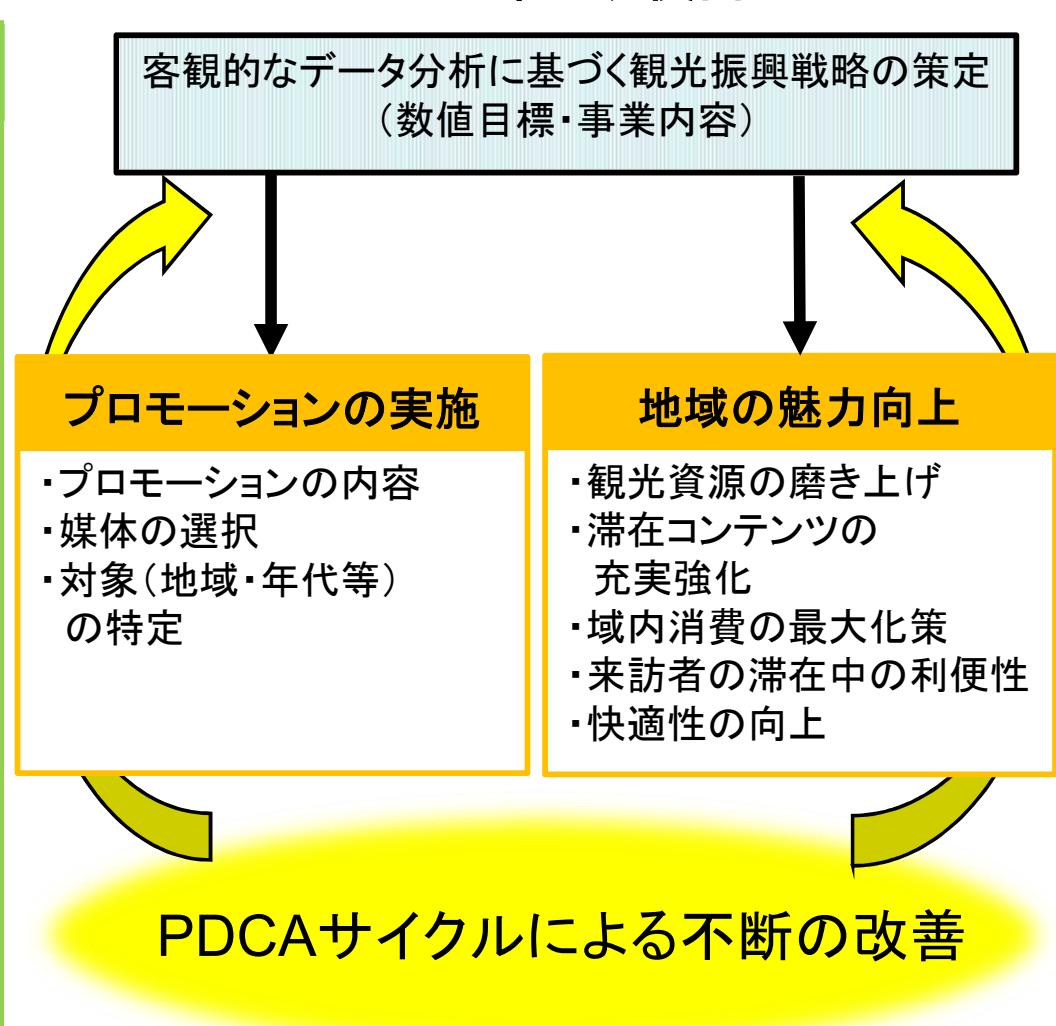 客観的なデータ分析に基づく観光振興戦略の策定
（数値目標・事業内容）
プロモーションの実施
・プロモーションの内容
・媒体の選択
・対象（地域・年代等）
の特定
地域の魅力向上
・観光資源の磨き上げ
・滞在コンテンツの
充実強化
・域内消費の最大化策
・来訪者の滞在中の利便性
・快適性の向上
PDCAサイクルによる不断の改善